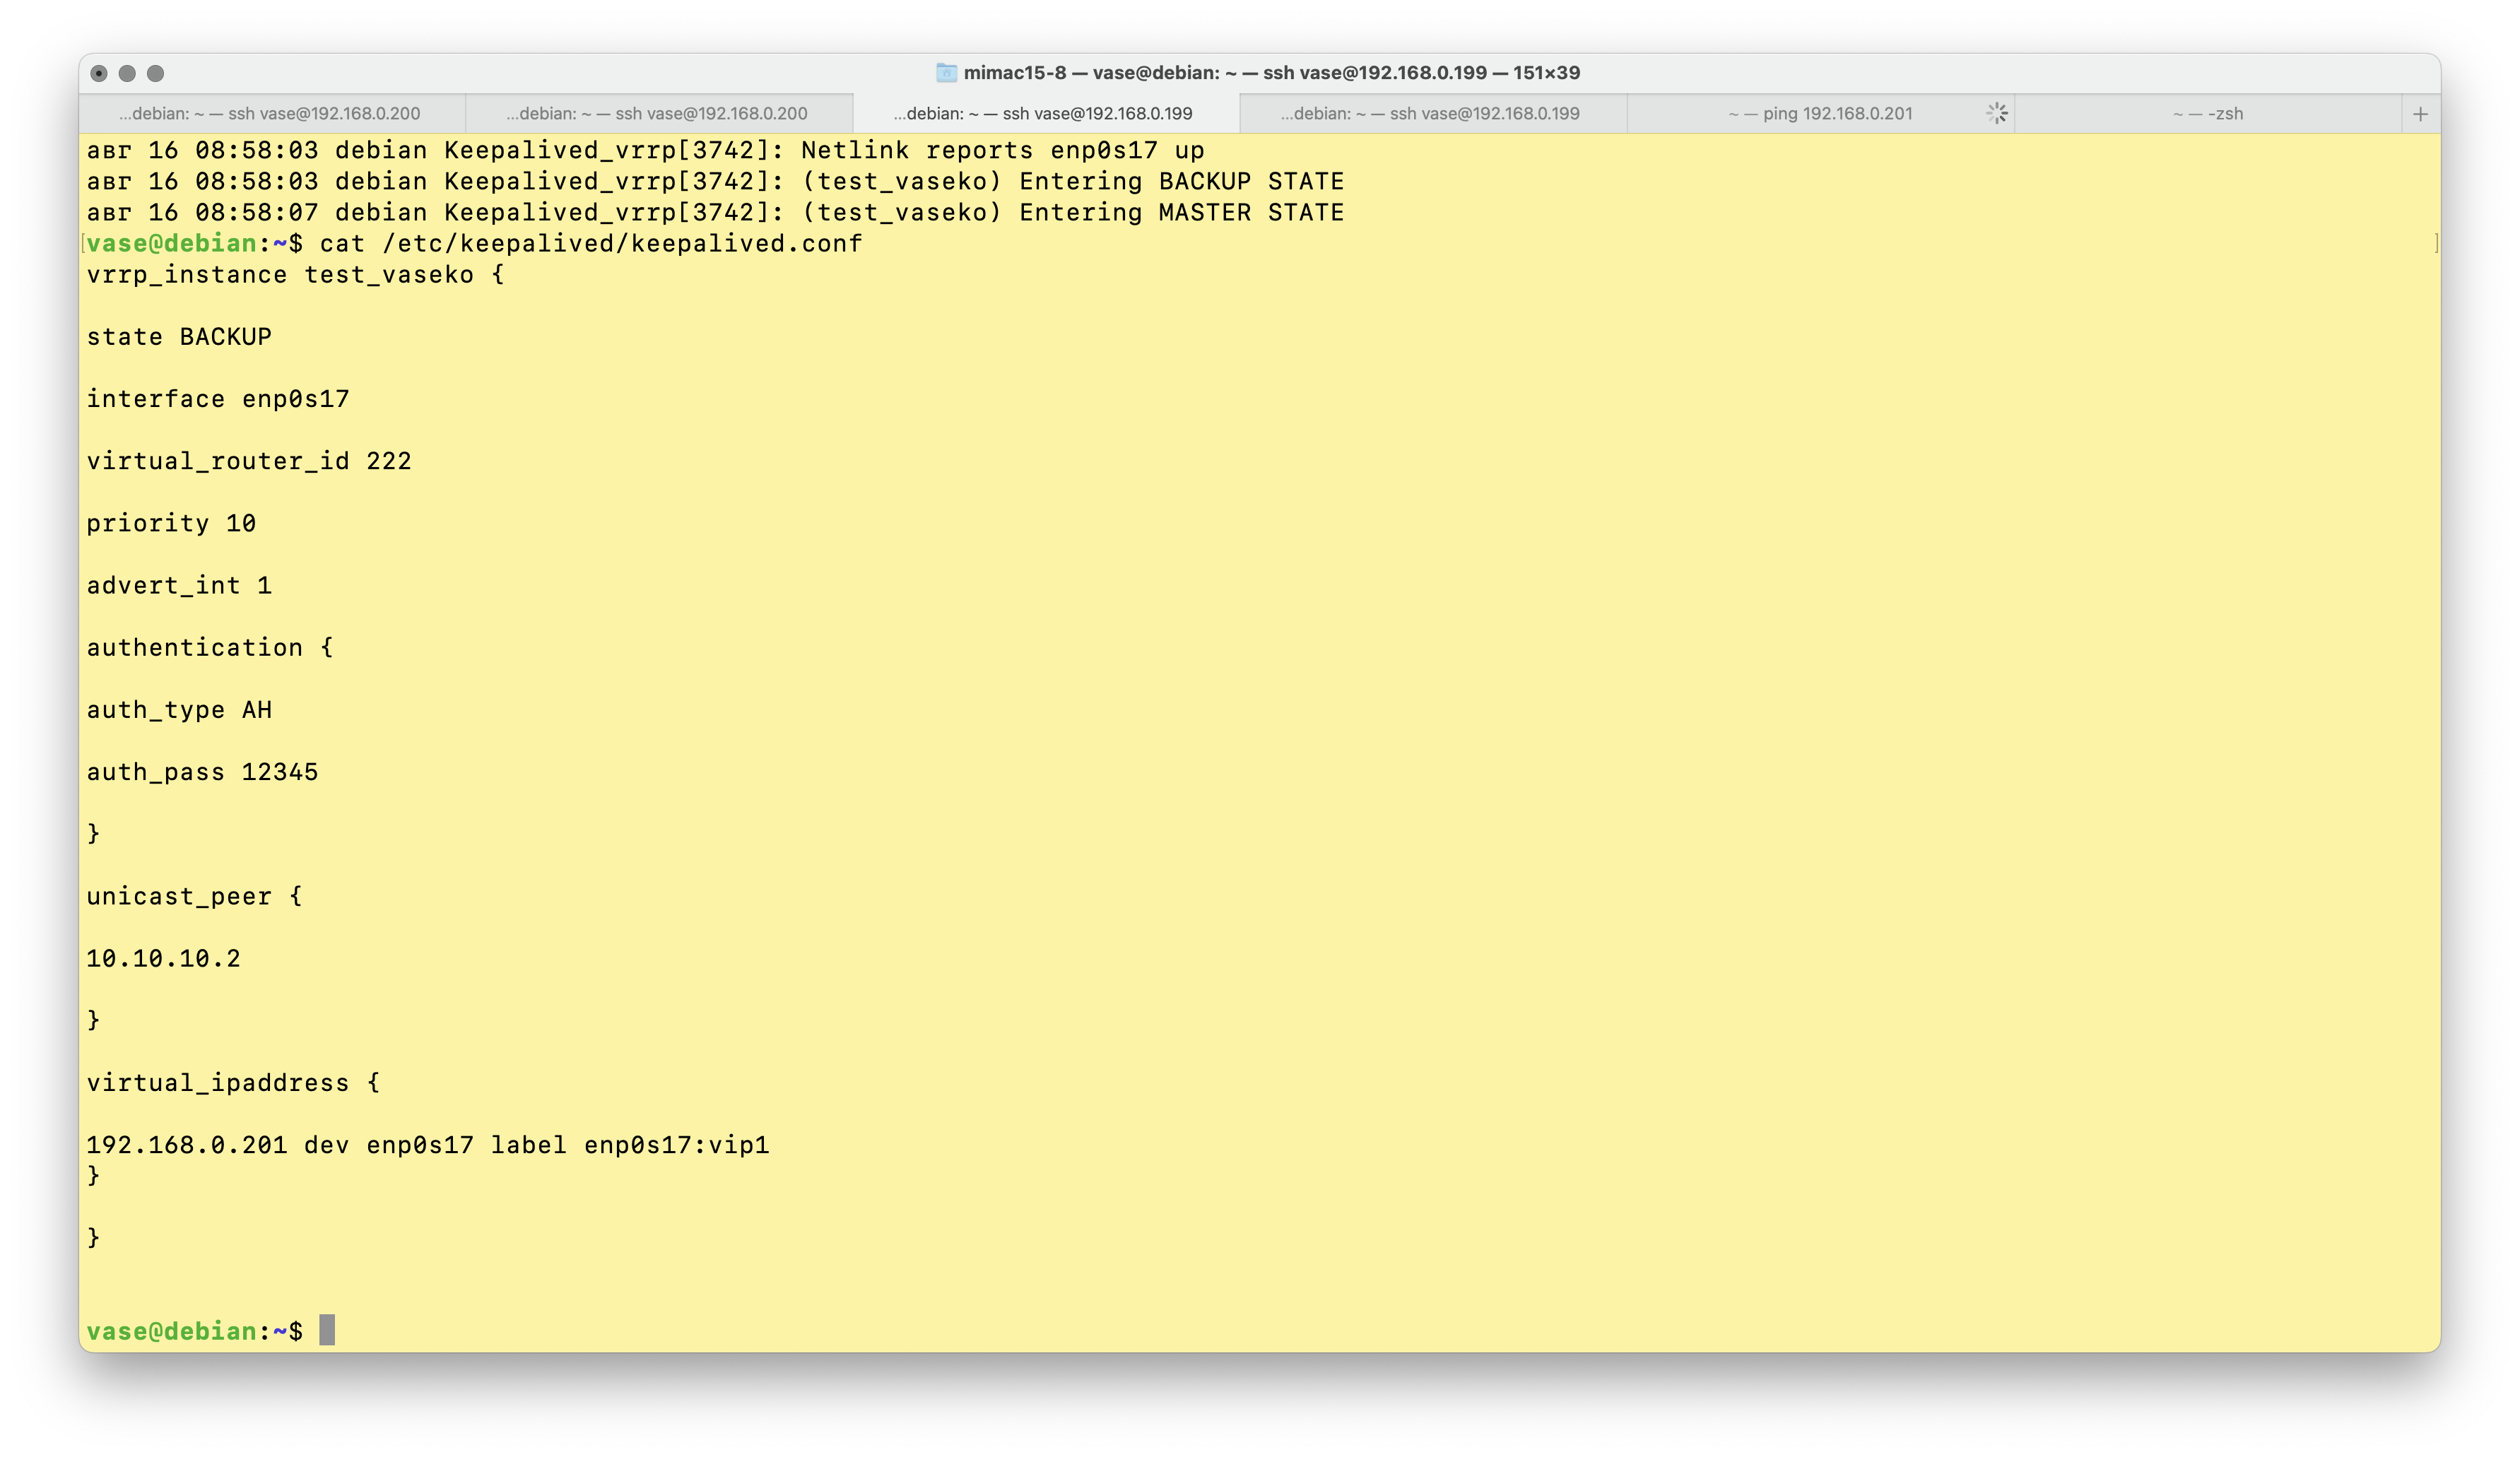 mimac15-8 — vase@debian: ~ — ssh vase@192.168.0.199 — 151×39
...debian: ~ — ssh vase@192.168.0.200
...debian: ~ — ssh vase@192.168.0.200
...debian: ~ — ssh vase@192.168.0.199
...debian: ~ — ssh vase@192.168.0.199
~ — ping 192.168.0.201
~ — -zsh
+
авг 16 08:58:03 debian Keepalived_vrrp[3742]: Netlink reports enp0s17 up
авг 16 08:58:03 debian Keepalived_vrrp[3742]: (test_vaseko) Entering BACKUP STATE
авг 16 08:58:07 debian Keepalived_vrrp[3742]: (test_vaseko) Entering MASTER STATE
[vase@debian:~$ cat /etc/keepalived/keepalived.conf ]
vrrp_instance test_vaseko {
state BACKUP
interface enp0s17
virtual_router_id 222
priority 10
advert_int 1
authentication {
auth_type AH
auth_pass 12345
}
unicast_peer {
10.10.10.2
}
virtual_ipaddress {
192.168.0.201 dev enp0s17 label enp0s17:vip1
}
}
vase@debian:~$